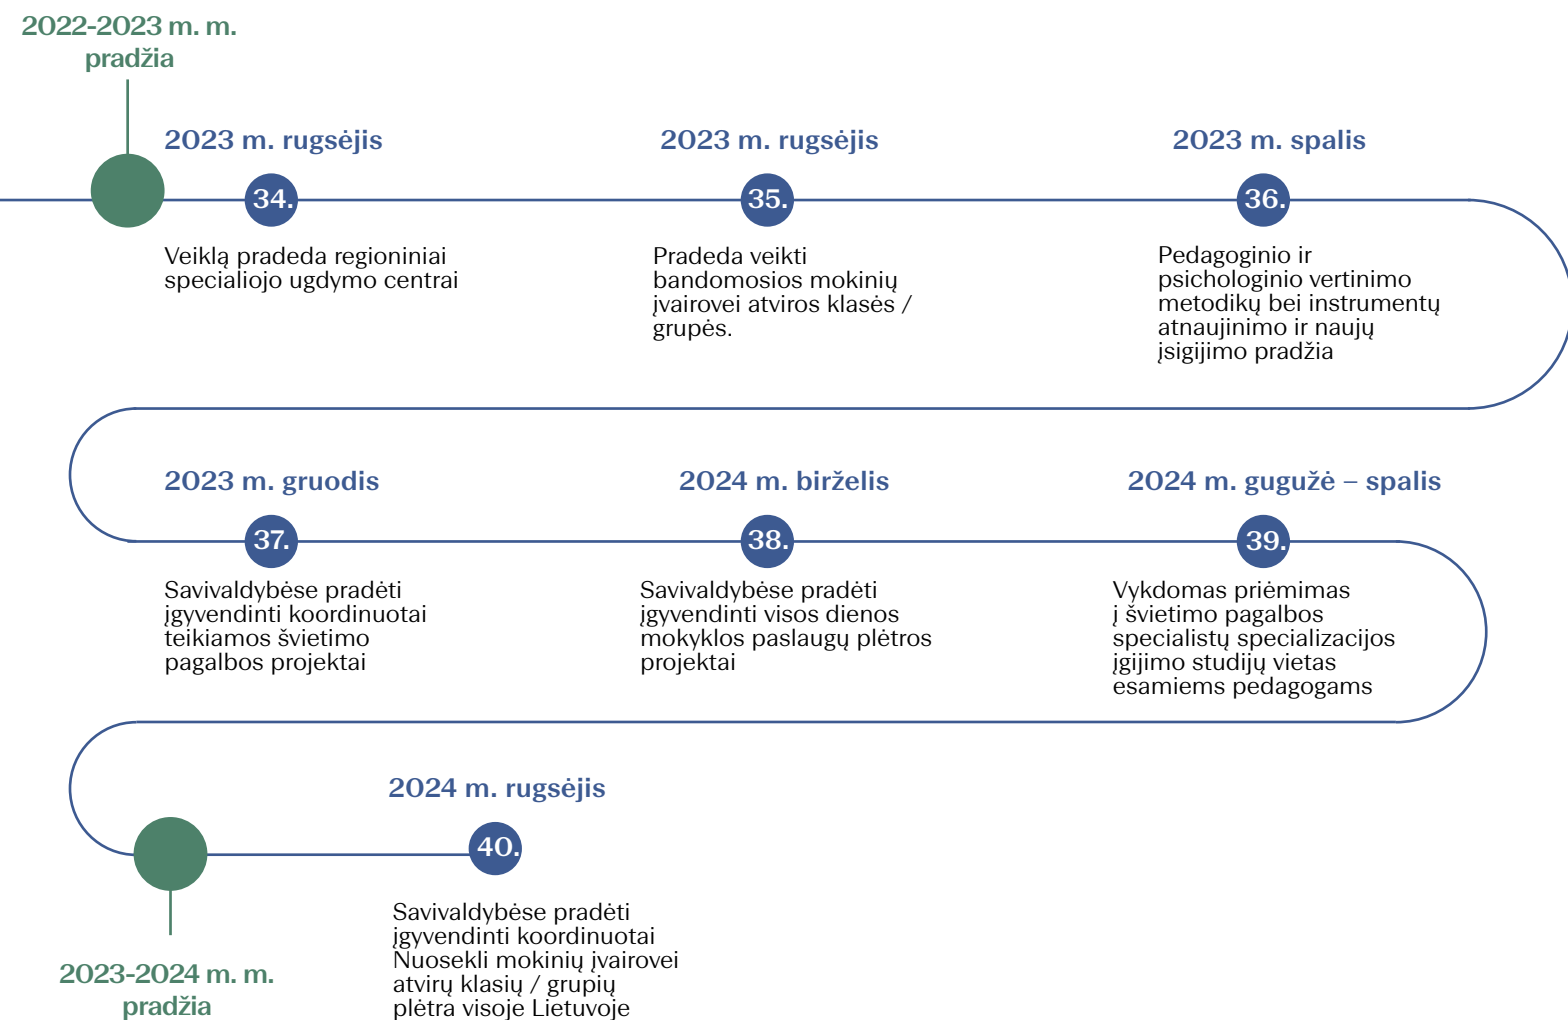 2022-2023 m. m.
pradžia
2023 m. rugsėjis
34.
Veiklą pradeda regioniniai
specialiojo ugdymo centrai
2023 m. rugsėjis
35.
Pradeda veikti
bandomosios mokinių
įvairovei atviros klasės /
grupės.
2023 m. spalis
36.
Pedagoginio ir
psichologinio vertinimo
metodikų bei instrumentų
atnaujinimo ir naujų
įsigijimo pradžia
2023 m. gruodis
37.
Savivaldybėse pradėti
įgyvendinti koordinuotai
teikiamos švietimo
pagalbos projektai
2024 m. birželis
38.
Savivaldybėse pradėti
įgyvendinti visos dienos
mokyklos paslaugų plėtros
projektai
2024 m. gugužė – spalis
39.
Vykdomas priėmimas
į švietimo pagalbos
specialistų specializacijos
įgijimo studijų vietas
esamiems pedagogams
2023-2024 m. m.
pradžia
2024 m. rugsėjis
40.
Savivaldybėse pradėti
įgyvendinti koordinuotai
Nuosekli mokinių įvairovei
atvirų klasių / grupių
plėtra visoje Lietuvoje